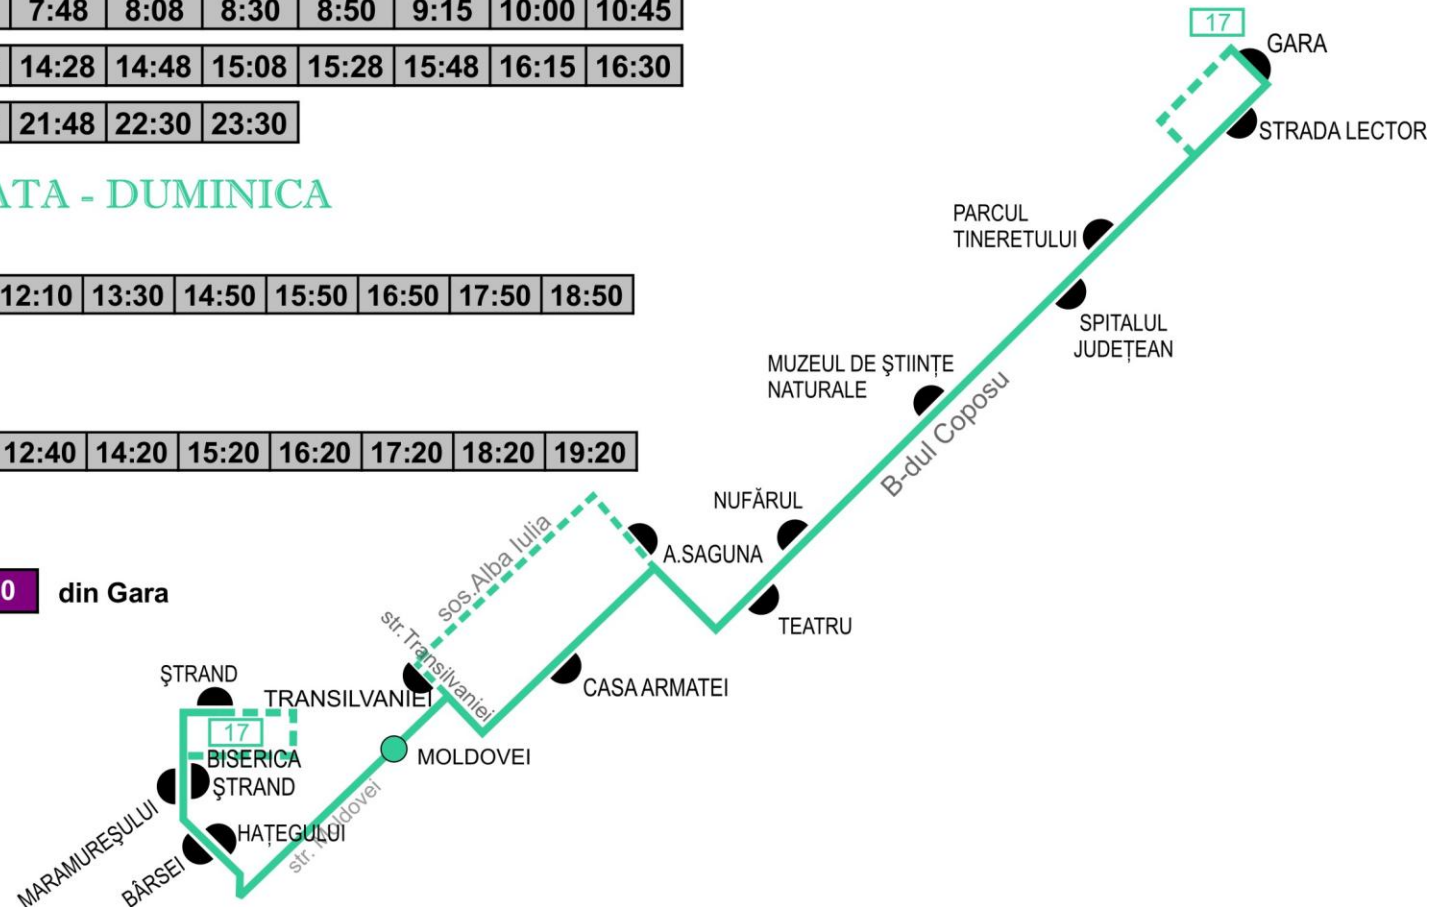 7:48 8:08 8:30 8:50 9:15 10:00 10:45
14:28 14:48 15:08 15:28 15:48 16:15 16:30
21:48 22:30 23:30
ATA - DUMINICA
12:10 13:30 14:50 15:50 16:50 17:50 18:50
12:40 14:20 15:20 16:20 17:20 18:20 19:20
0 din Gara
17
GARA
STRADA LECTOR
PARCUL
TINERETULUI
SPITALUL
JUDEȚEAN
MUZEUL DE ŞTIINȚE
NATURALE
B-dul Coposu
NUFĂRUL
A.SAGUNA
TEATRU
sos.Alba Iulia
str.Transilvaniei
CASA ARMATEI
ŞTRAND
TRANSILVANIEI
17
MOLDOVEI
BISERICA
ŞTRAND
str. Moldovei
MARAMUREŞULUI
HAȚEGULUI
BÂRSEI